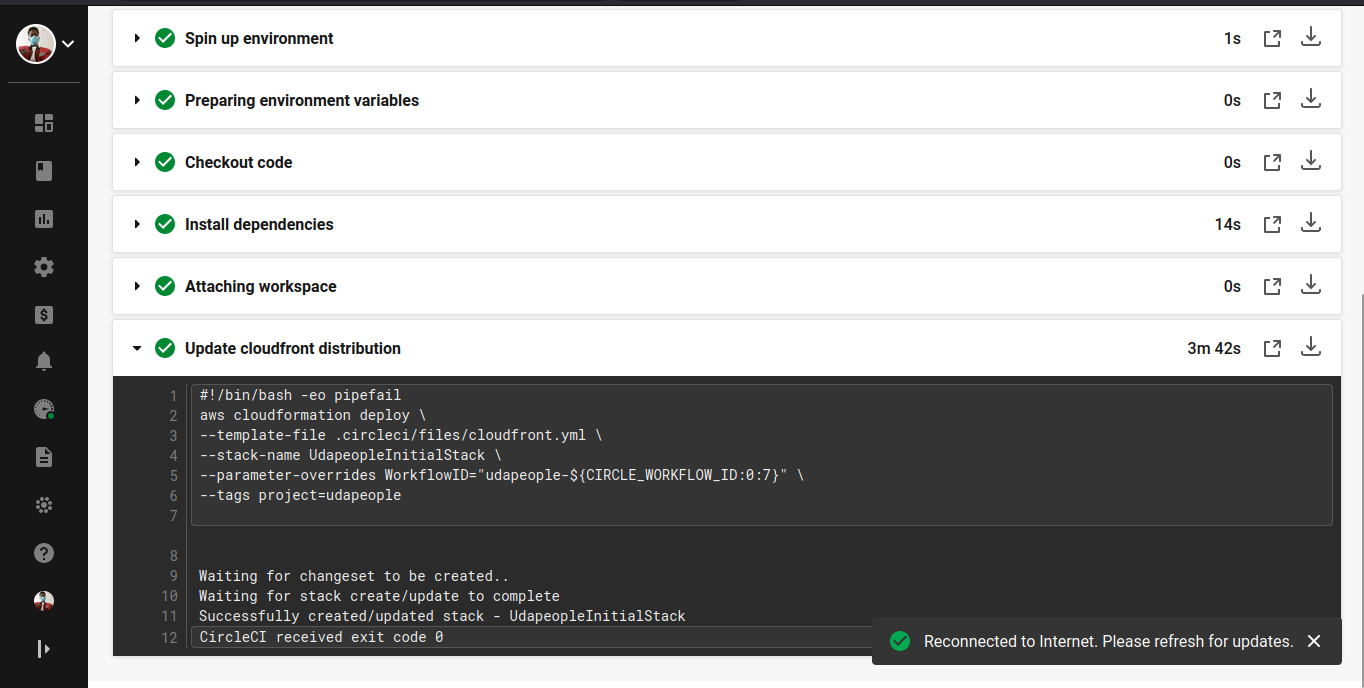 Spin up environment 1s
Preparing environment variables 0s
Checkout code 0s
Install dependencies 14s
Attaching workspace 0s
Update cloudfront distribution 3m 42s
1 #!/bin/bash -eo pipefail
2 aws cloudformation deploy \
3 --template-file .circleci/files/cloudfront.yml \
4 --stack-name UdapeopleInitialStack \
5 --parameter-overrides WorkflowID="udapeople-${CIRCLE_WORKFLOW_ID:0:7}" \
6 --tags project=udapeople
7
8
9 Waiting for changeset to be created..
10 Waiting for stack create/update to complete
11 Successfully created/updated stack - UdapeopleInitialStack
12 CircleCI received exit code 0
Reconnected to Internet. Please refresh for updates.